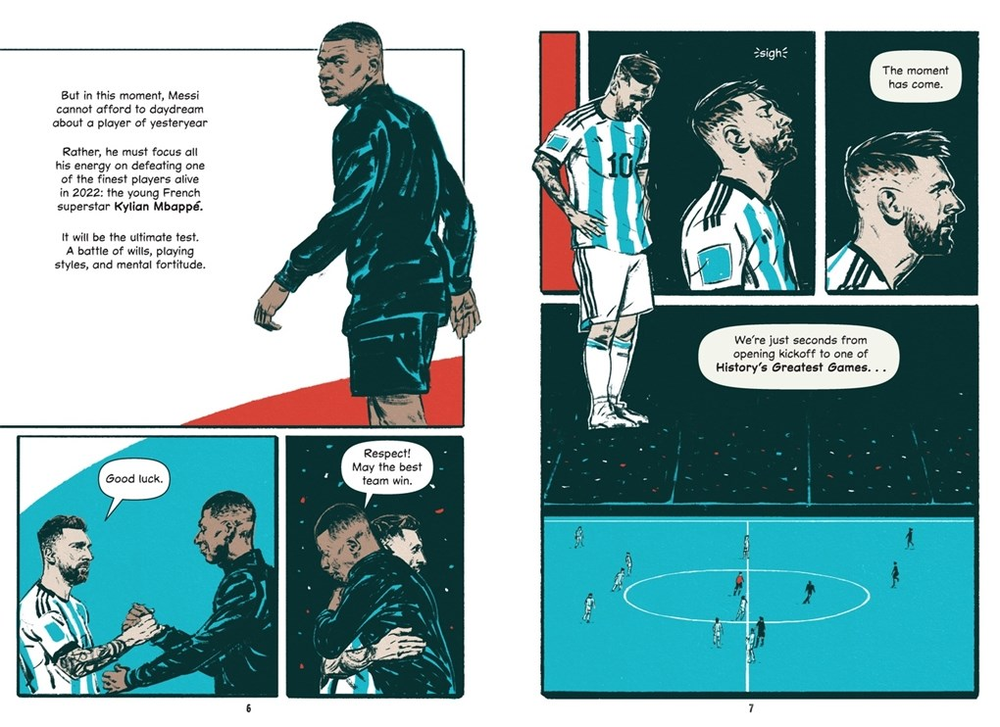 But in this moment, Messi
cannot afford to daydream
about a player of yesteryear
Rather, he must focus all
his energy on defeating one
of the finest players alive
in 2022: the young French
superstar Kylian Mbappé.
It will be the ultimate test.
A battle of wills, playing
styles, and mental fortitude.
Good luck.
Respect!
May the best
team win.
6
10
sigh
The moment
has come.
We're just seconds from
opening kickoff to one of
History's Greatest Games. . .
7